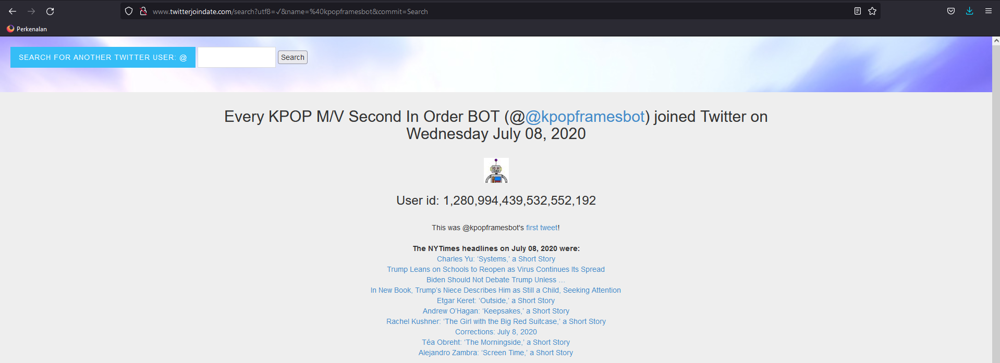 www.twitterjoindate.com/search?utf8=✓&name=%40kpopframesbot&commit=Search
Perkenalan
SEARCH FOR ANOTHER TWITTER USER: @
Search
Every KPOP M/V Second In Order BOT (@@kpopframesbot) joined Twitter on
Wednesday July 08, 2020
User id: 1,280,994,439,532,552,192
This was @kpopframesbot's first tweet!
The NYTimes headlines on July 08, 2020 were:
Charles Yu: ‘Systems,’ a Short Story
Trump Leans on Schools to Reopen as Virus Continues Its Spread
Biden Should Not Debate Trump Unless …
In New Book, Trump’s Niece Describes Him as Still a Child, Seeking Attention
Etgar Keret: ‘Outside,’ a Short Story
Andrew O’Hagan: ‘Keepsakes,’ a Short Story
Rachel Kushner: ‘The Girl with the Big Red Suitcase,’ a Short Story
Corrections: July 8, 2020
Téa Obreht: ‘The Morningside,’ a Short Story
Alejandro Zambra: ‘Screen Time,’ a Short Story